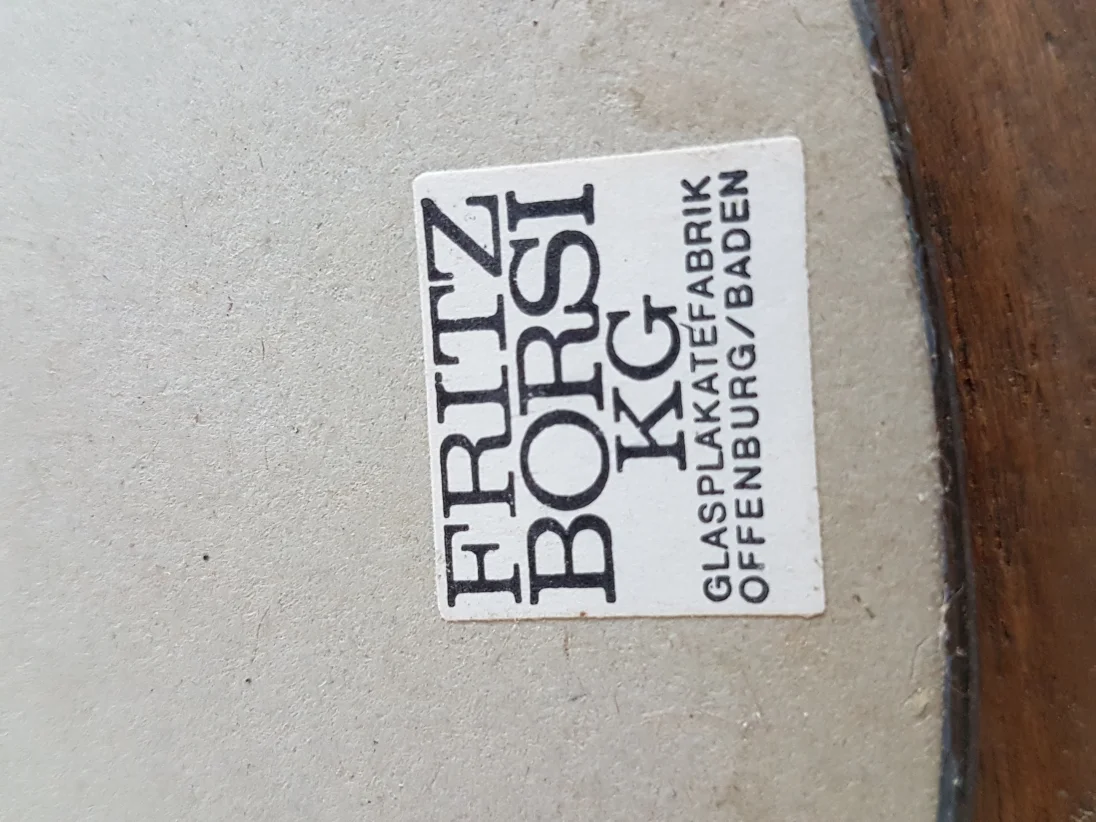 FRITZ
BORSI
KG
GLASPLAKATEFABRIK
OFFENBURG/BADEN